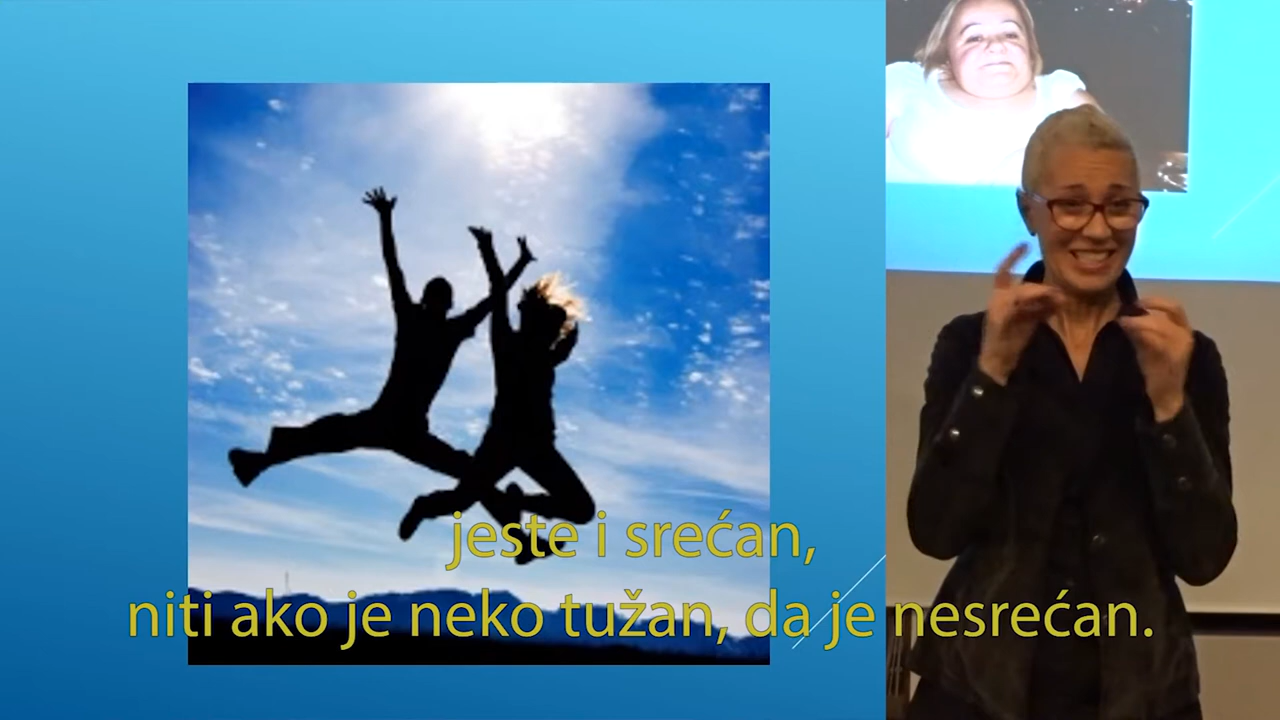 jeste i srećan,
niti ako je neko tužan, da je nesrećan.